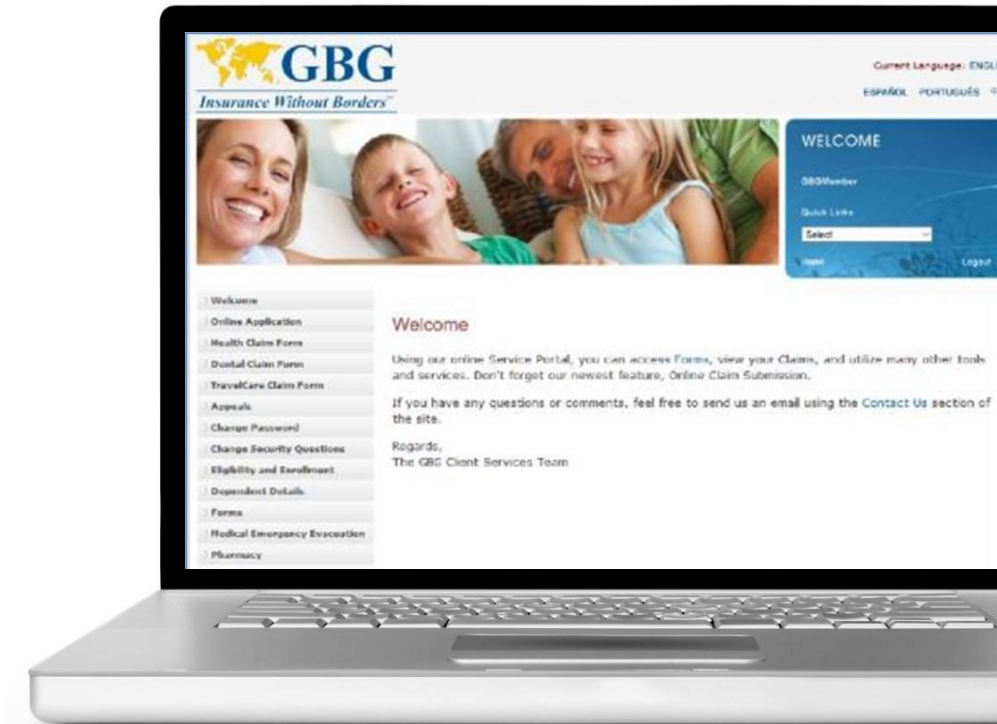 GBG
Insurance Without Borders™
Current Language: ENGLI
ESPAÑOL PORTUGUÊS
WELCOME
GBGMember
Quick Links
Select
Home Logout
Welcome
Online Application
Health Claim Form
Dental Claim Form
TravelCare Claim Form
Appeals
Change Password
Change Security Questions
Eligibility and Enrollment
Dependent Details
Forms
Medical Emergency Evacuation
Pharmacy
Welcome
Using our online Service Portal, you can access Forms, view your Claims, and utilize many other tools
and services. Don't forget our newest feature, Online Claim Submission.
If you have any questions or comments, feel free to send us an email using the Contact Us section of
the site.
Regards,
The GBG Client Services Team